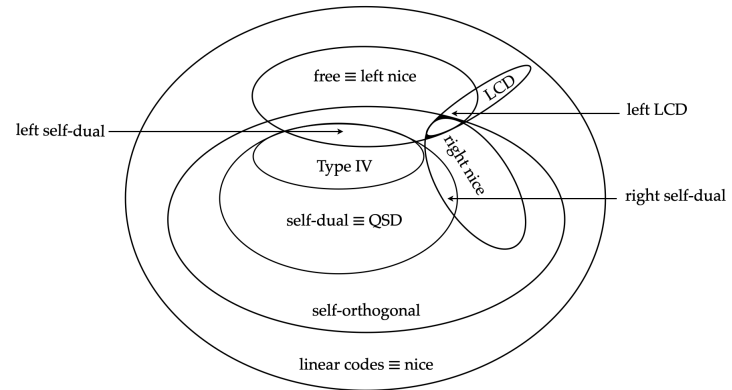 free ≡ left nice
LCD
left LCD
left self-dual
right nice
Type IV
right self-dual
self-dual ≡ QSD
self-orthogonal
linear codes ≡ nice